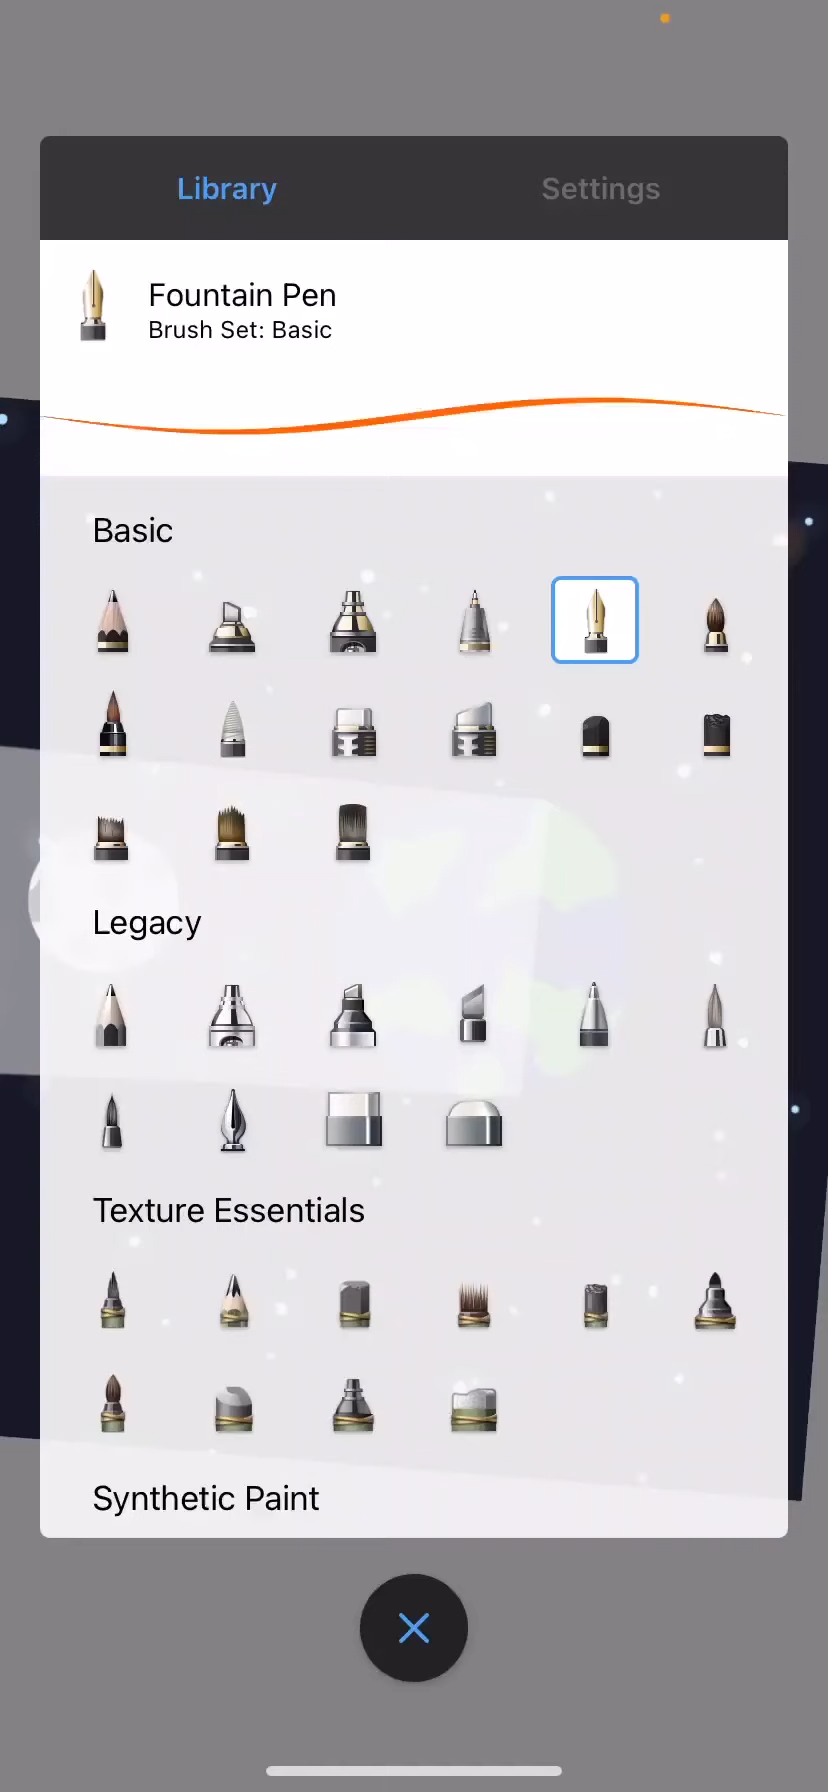 Library
Settings
Fountain Pen
Brush Set: Basic
Basic
Legacy
Texture Essentials
Synthetic Paint